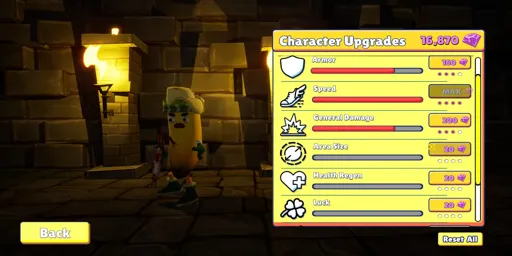 Character Upgrades 16,870
Armor
100
Speed
MAX
General Damage
200
Area Size
20
Health Regen
20
Luck
20
Back
Reset All